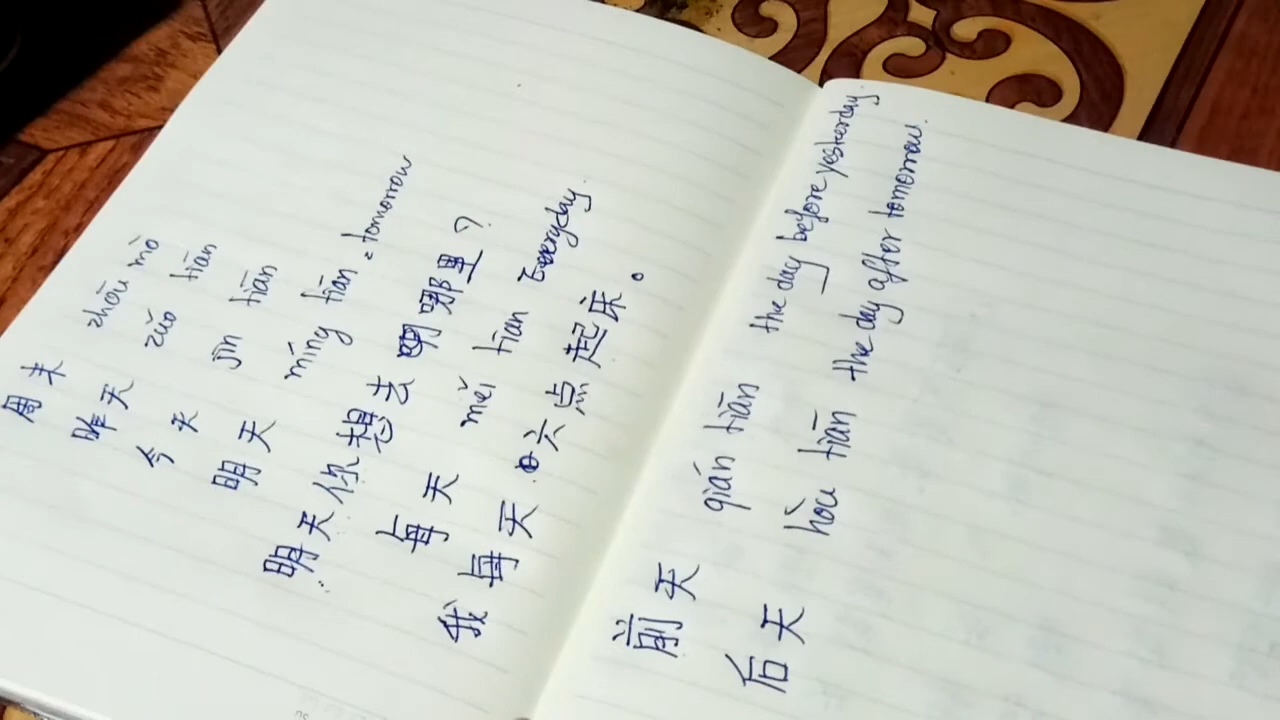 周末 zhōu mò
昨天 zuó tiān
今天 jīn tiān
明天 míng tiān . tomorrow
明天你想去哪里？
每天 měi tiān Everyday.
我每天六点起床。
前天 qián tiān the day before yesterday.
后天 hòu tiān the day after tomorrow.